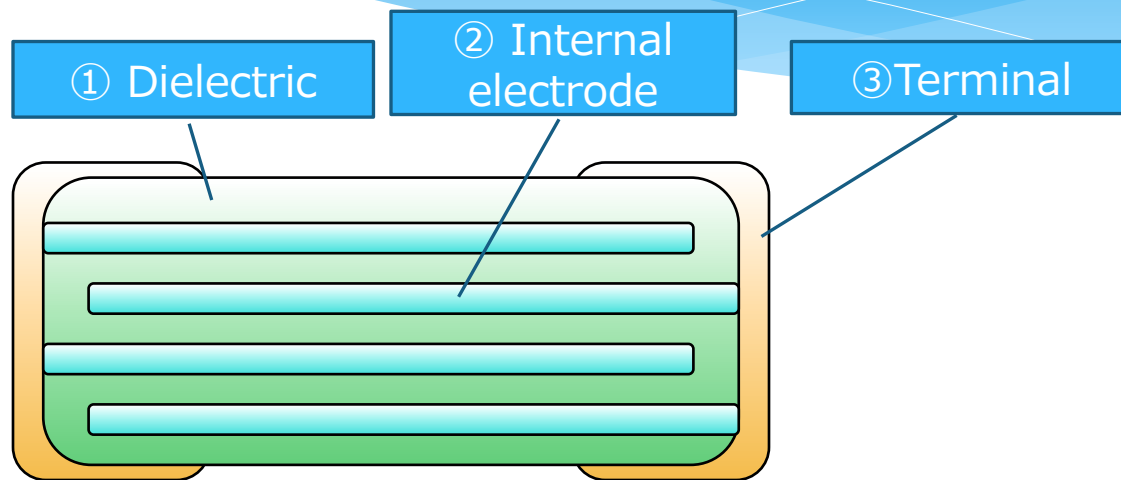 ① Dielectric
② Internal
electrode
③Terminal